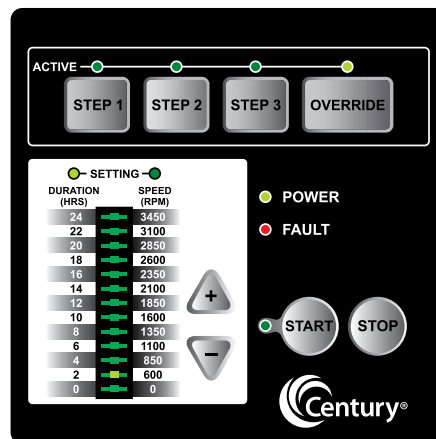 ACTIVE
STEP 1 STEP 2 STEP 3 OVERRIDE
SETTING
DURATION (HRS) SPEED (RPM)
24 3450
22 3100
20 2850
18 2600
16 2350
14 2100
12 1850
10 1600
8 1350
6 1100
4 850
2 600
0 0
+
−
POWER
FAULT
START STOP
Century®